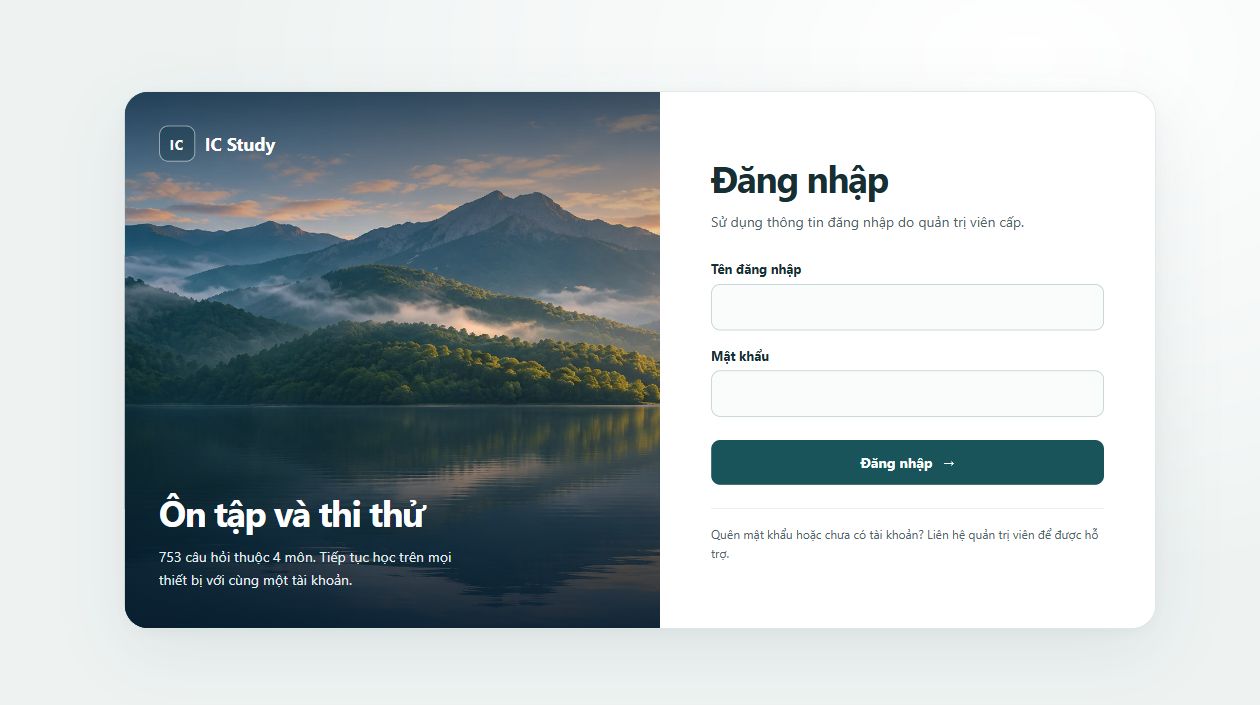 IC
IC Study
Ôn tập và thi thử
753 câu hỏi thuộc 4 môn. Tiếp tục học trên mọi
thiết bị với cùng một tài khoản.
Đăng nhập
Sử dụng thông tin đăng nhập do quản trị viên cấp.
Tên đăng nhập
Mật khẩu
Đăng nhập →
Quên mật khẩu hoặc chưa có tài khoản? Liên hệ quản trị viên để được hỗ
trợ.